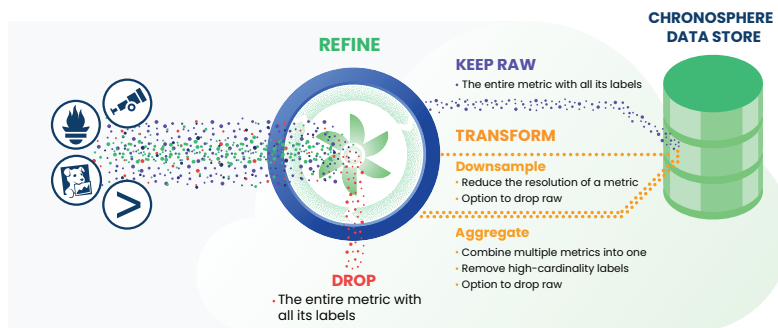 CHRONOSPHERE
DATA STORE
REFINE
KEEP RAW
• The entire metric with all its labels
TRANSFORM
Downsample
• Reduce the resolution of a metric
• Option to drop raw
Aggregate
• Combine multiple metrics into one
• Remove high-cardinality labels
• Option to drop raw
DROP
• The entire metric with
all its labels